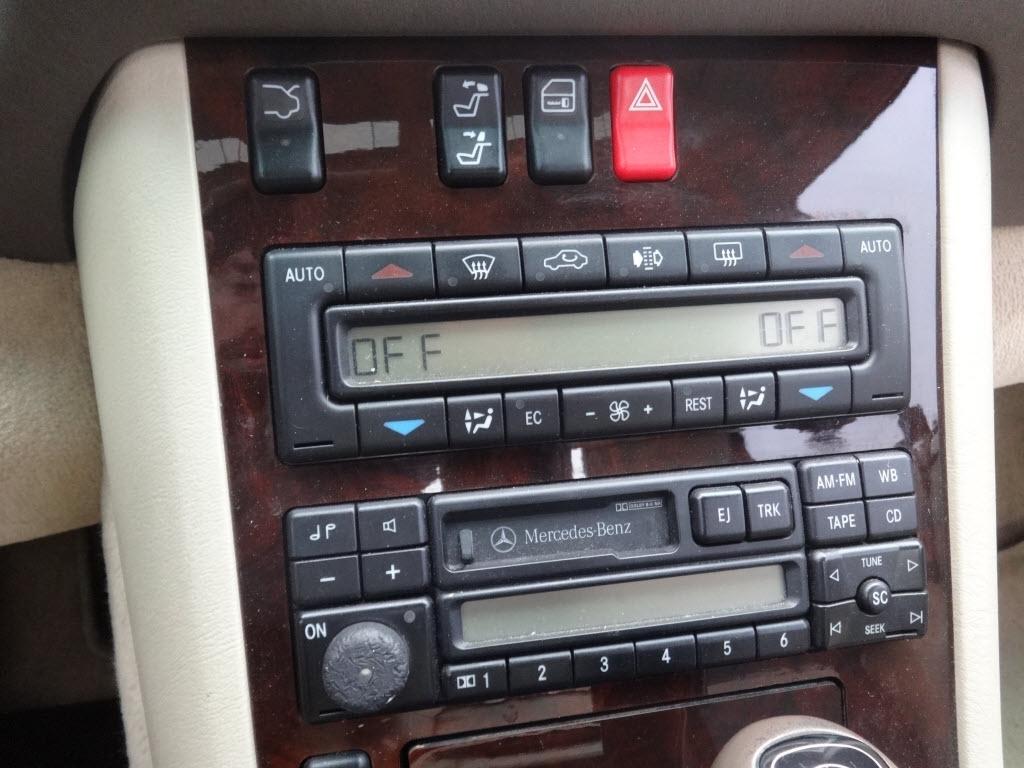 AUTO AUTO
OFF OFF
EC - + REST
EJ TRK AM·FM WB
Mercedes-Benz
TAPE CD
- +
TUNE
SC
SEEK
ON
1 2 3 4 5 6